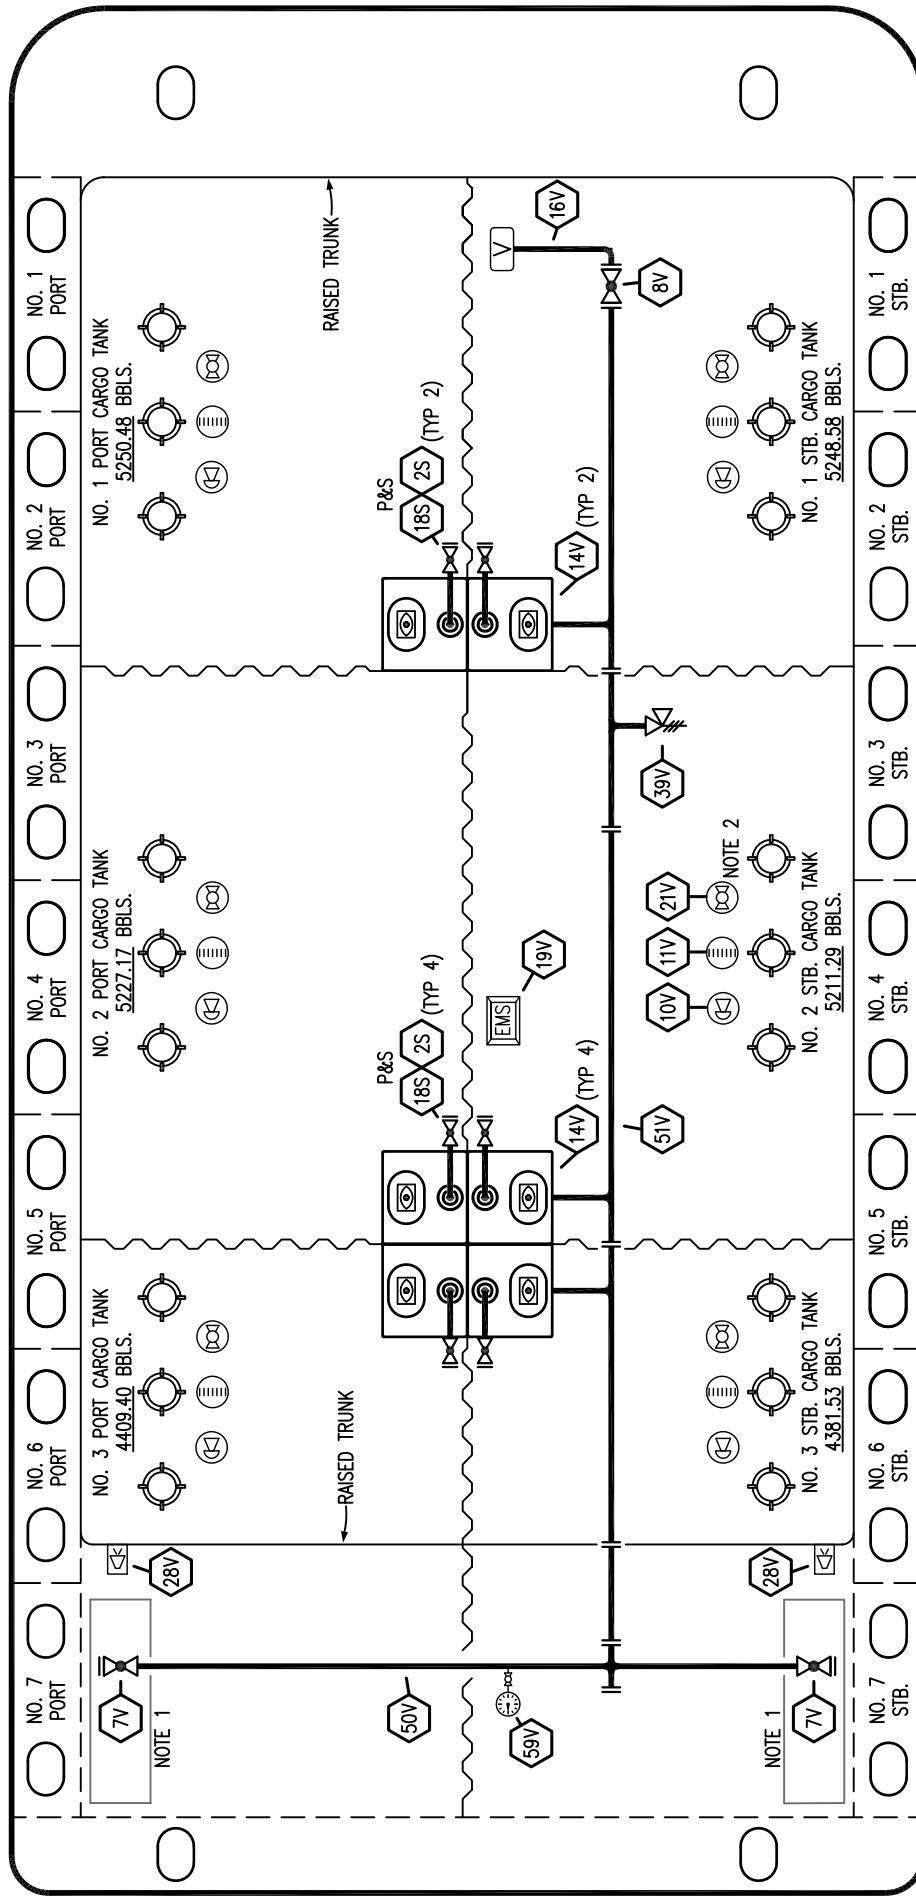 NO. 1
PORT
NO. 2
PORT
NO. 3
PORT
NO. 4
PORT
NO. 5
PORT
NO. 6
PORT
NO. 7
PORT
NO. 1 PORT CARGO TANK
5250.48 BBLS.
NO. 2 PORT CARGO TANK
5227.17 BBLS.
NO. 3 PORT CARGO TANK
4409.40 BBLS.
RAISED TRUNK
RAISED TRUNK
28V
7V
NOTE 1
P&S
18S 2S (TYP 2)
P&S
18S 2S (TYP 4)
50V
EMS
19V
59V
V
16V
8V
14V (TYP 2)
14V (TYP 4)
39V
51V
10V
11V
21V
NOTE 2
28V
7V
NOTE 1
NO. 1 STB. CARGO TANK
5248.58 BBLS.
NO. 2 STB. CARGO TANK
5211.29 BBLS.
NO. 3 STB. CARGO TANK
4381.53 BBLS.
NO. 1
STB.
NO. 2
STB.
NO. 3
STB.
NO. 4
STB.
NO. 5
STB.
NO. 6
STB.
NO. 7
STB.